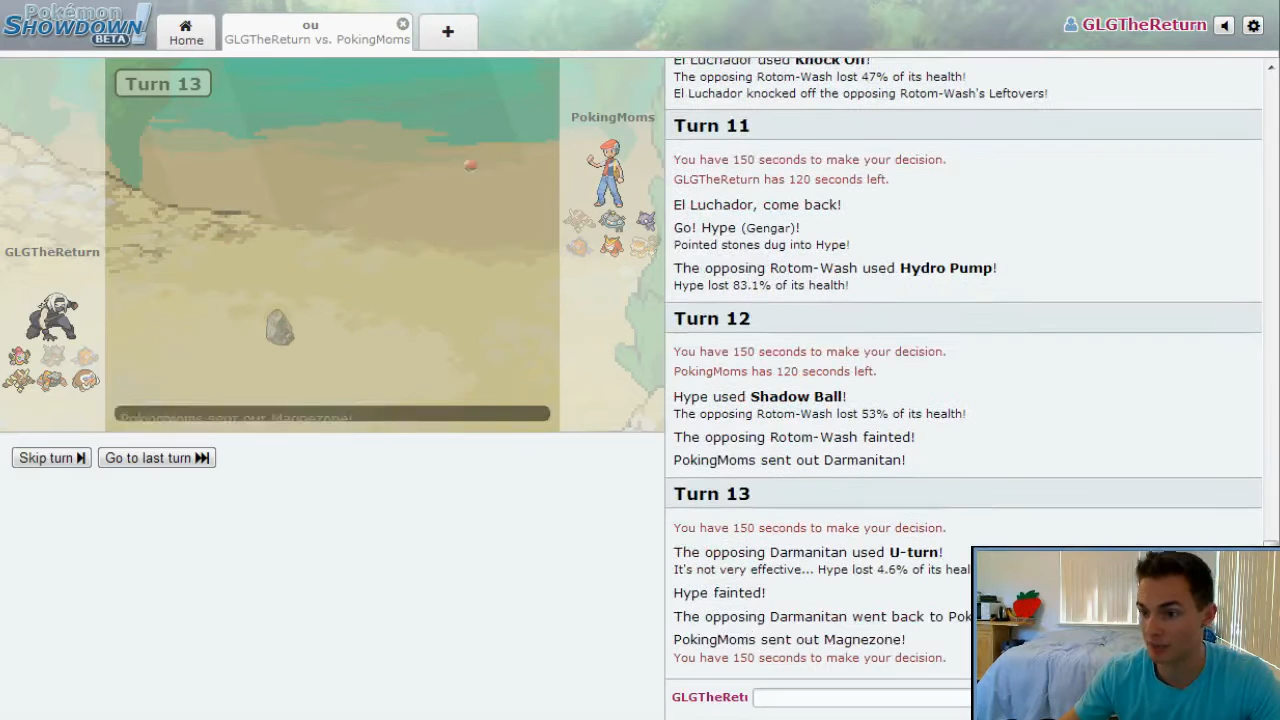 Pokémon
SHOWDOWN!
BETA
Home
ou
GLGTheReturn vs. PokingMoms
+
GLGTheReturn
Turn 13
PokingMoms
GLGTheReturn
PokingMoms sent out Magnezone!
Skip turn
Go to last turn
El Luchador used Knock Off!
The opposing Rotom-Wash lost 47% of its health!
El Luchador knocked off the opposing Rotom-Wash's Leftovers!
Turn 11
You have 150 seconds to make your decision.
GLGTheReturn has 120 seconds left.
El Luchador, come back!
Go! Hype (Gengar)!
Pointed stones dug into Hype!
The opposing Rotom-Wash used Hydro Pump!
Hype lost 83.1% of its health!
Turn 12
You have 150 seconds to make your decision.
PokingMoms has 120 seconds left.
Hype used Shadow Ball!
The opposing Rotom-Wash lost 53% of its health!
The opposing Rotom-Wash fainted!
PokingMoms sent out Darmanitan!
Turn 13
You have 150 seconds to make your decision.
The opposing Darmanitan used U-turn!
It's not very effective... Hype lost 4.6% of its heal
Hype fainted!
The opposing Darmanitan went back to Pok
PokingMoms sent out Magnezone!
You have 150 seconds to make your decision.
GLGTheRetu